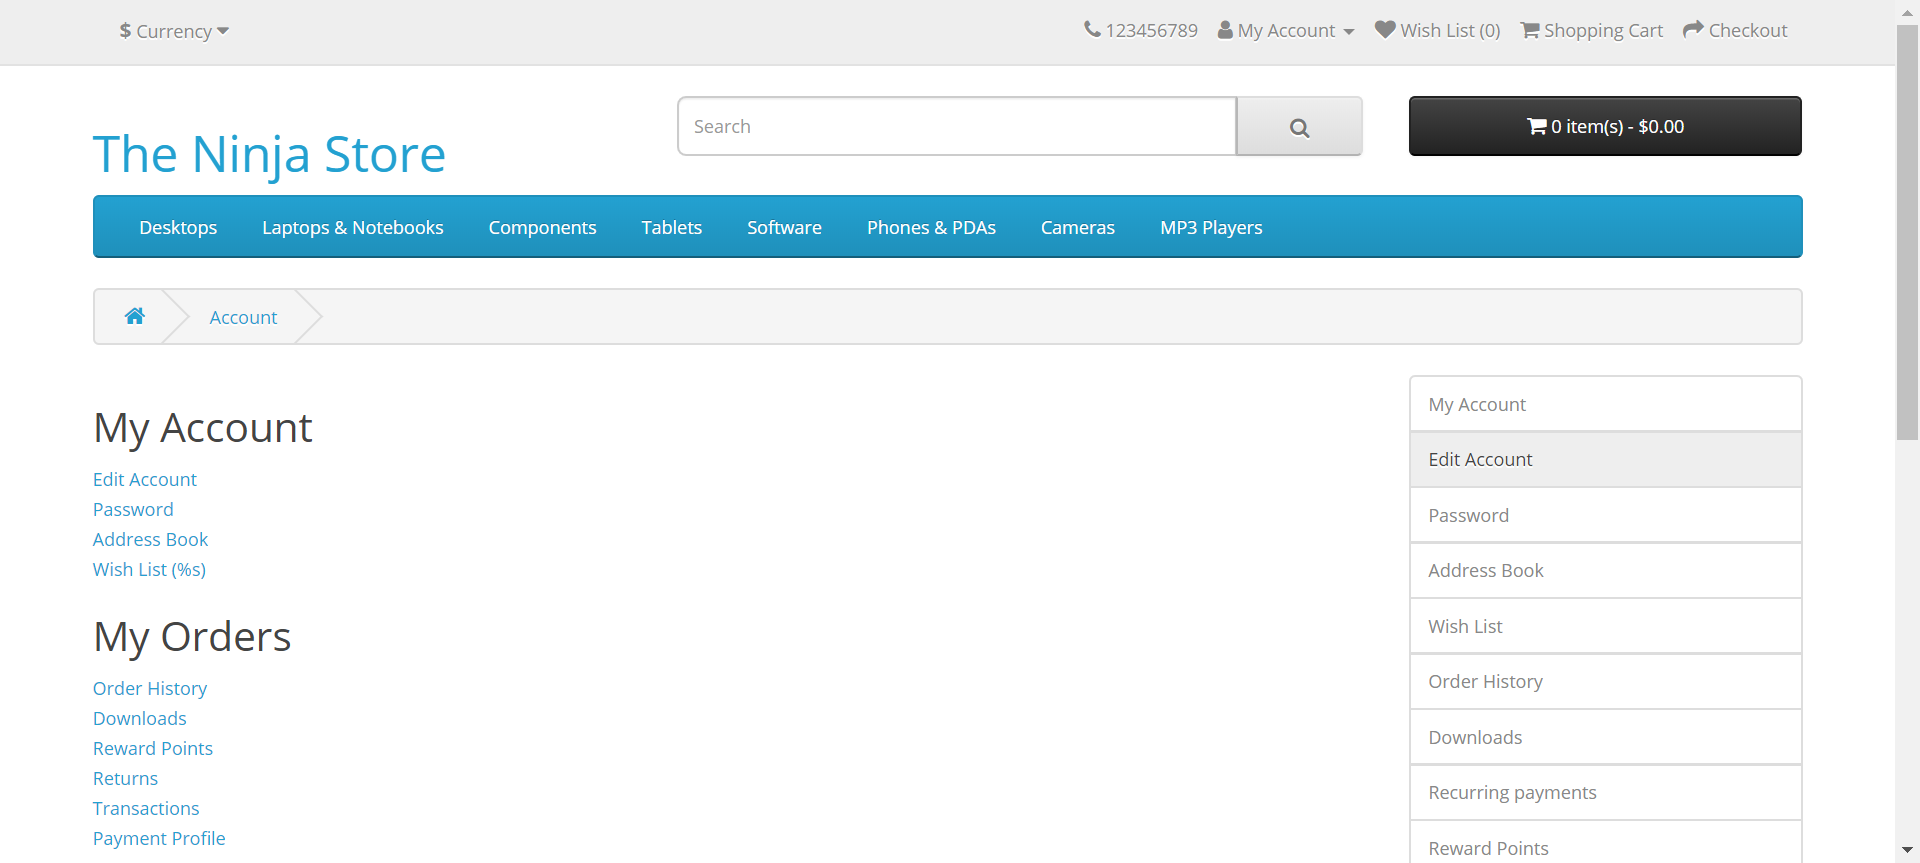 $ Currency
123456789 My Account Wish List (0) Shopping Cart Checkout
The Ninja Store
Search
0 item(s) - $0.00
Desktops Laptops & Notebooks Components Tablets Software Phones & PDAs Cameras MP3 Players
Account
My Account
Edit Account
Password
Address Book
Wish List (%s)
My Orders
Order History
Downloads
Reward Points
Returns
Transactions
Payment Profile
My Account
Edit Account
Password
Address Book
Wish List
Order History
Downloads
Recurring payments
Reward Points